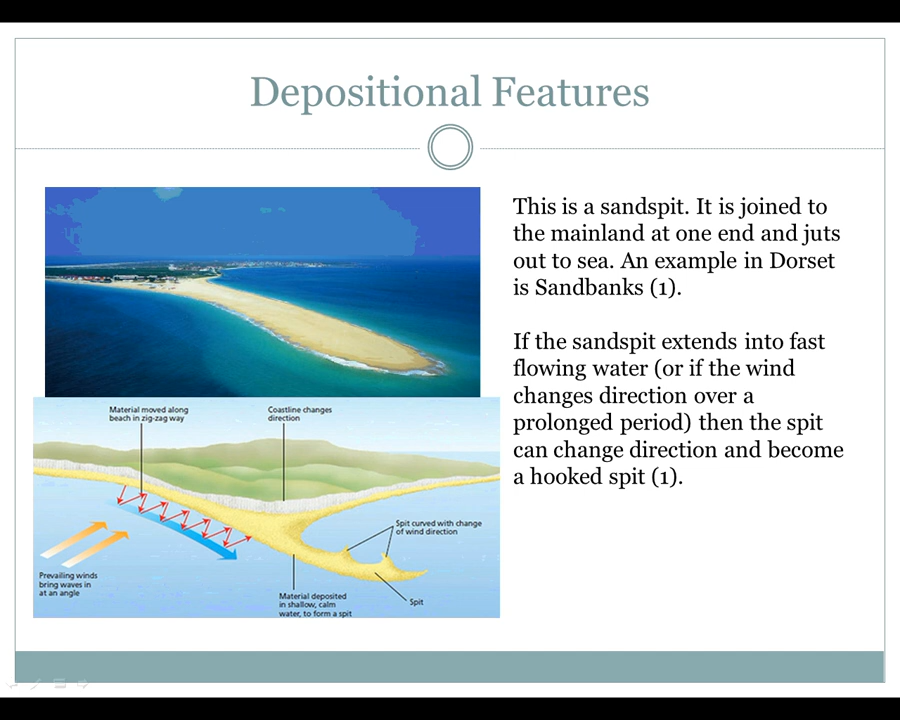 Depositional Features
This is a sandspit. It is joined to
the mainland at one end and juts
out to sea. An example in Dorset
is Sandbanks (1).
If the sandspit extends into fast
flowing water (or if the wind
changes direction over a
prolonged period) then the spit
can change direction and become
a hooked spit (1).
Material moved along
beach in zig-zag way
Coastline changes
direction
Spit curved with change
of wind direction
Prevailing winds
bring waves in
at an angle
Material deposited
in shallow, calm
water, to form a spit
Spit